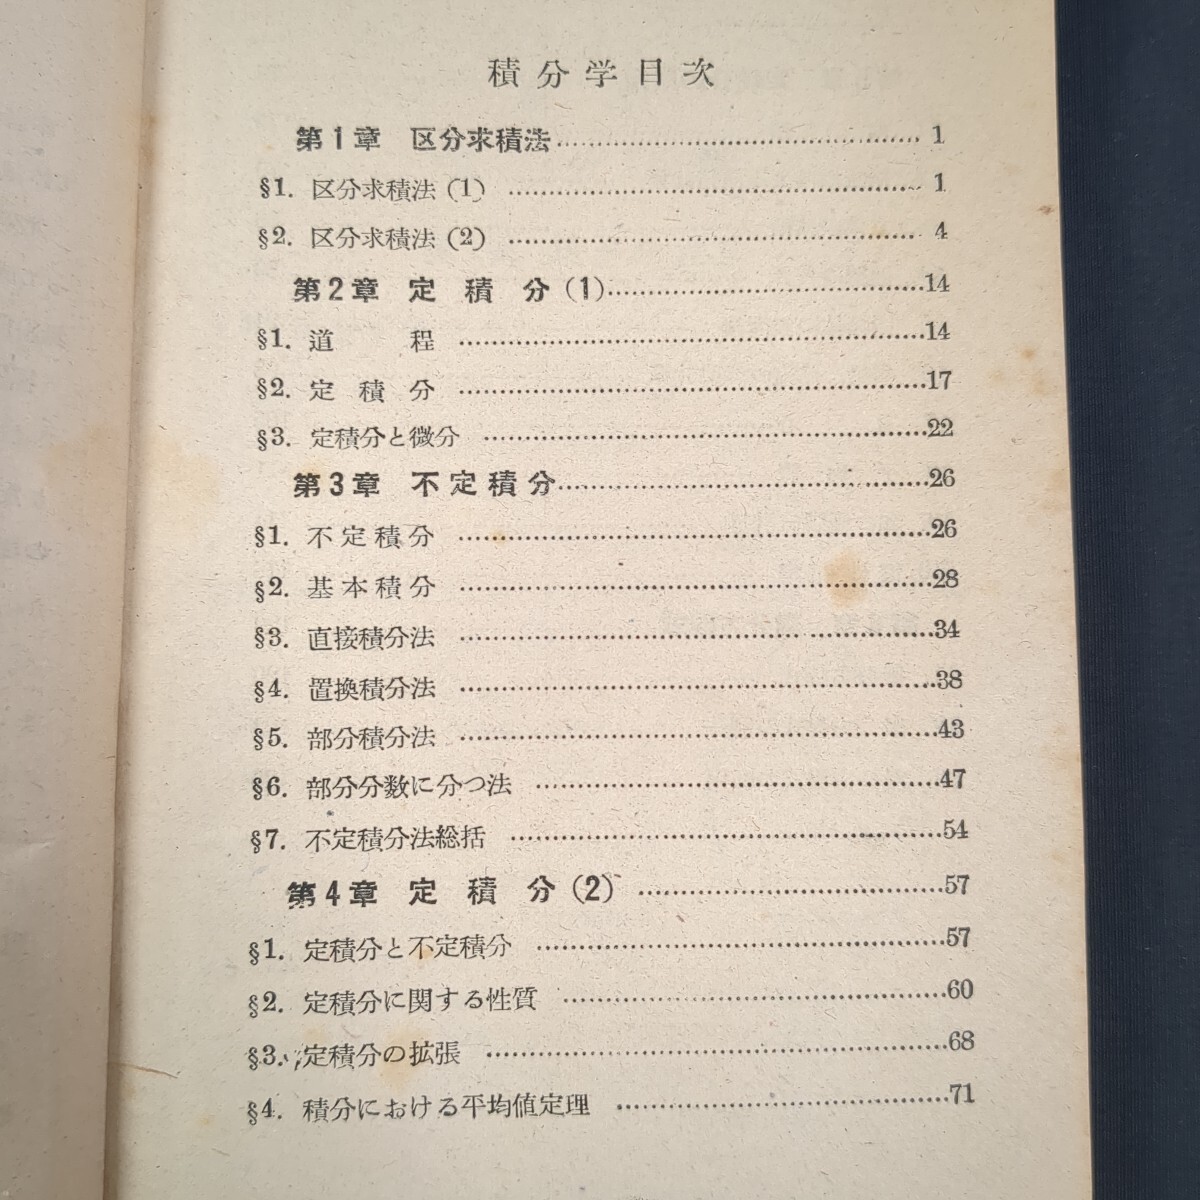 積分学目次
第1章 区分求積法 1
§1. 区分求積法(1) 1
§2. 区分求積法(2) 4
第2章 定積分(1) 14
§1. 道程 14
§2. 定積分 17
§3. 定積分と微分 22
第3章 不定積分 26
§1. 不定積分 26
§2. 基本積分 28
§3. 直接積分法 34
§4. 置換積分法 38
§5. 部分積分法 43
§6. 部分分数に分つ法 47
§7. 不定積分法総括 54
第4章 定積分(2) 57
§1. 定積分と不定積分 57
§2. 定積分に関する性質 60
§3. 定積分の拡張 68
§4. 積分における平均値定理 71